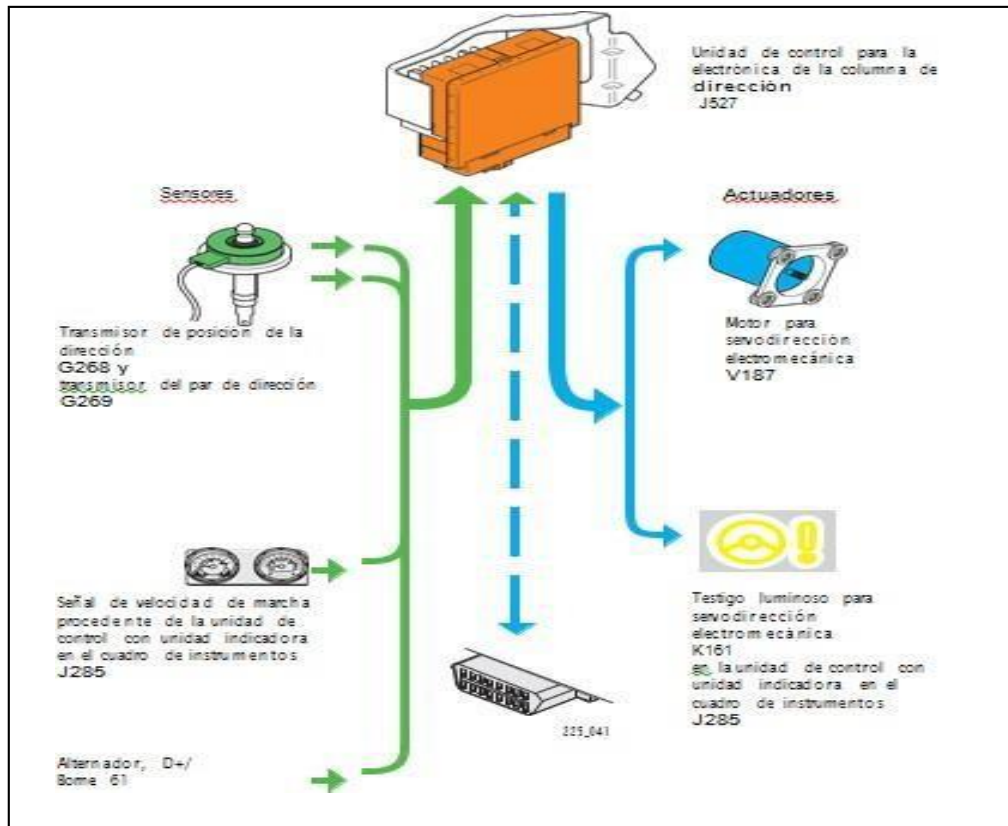 Unidad de control para la
electrónica de la columna de
dirección
J527
Sensores
Actuadores
Transmisor de posición de la
dirección
G268 y
transmisor del par de dirección
G269
Motor para
servodirección
electromecánica
V187
Señal de velocidad de marcha
procedente de la unidad de
control con unidad indicadora
en el cuadro de instrumentos
J285
Testigo luminoso para
servodirección
electromecànica
K161
en la unidad de control con
unidad indicadora en el
cuadro de instrumentos
J285
225_041
Alternador, D+/
Borne 61